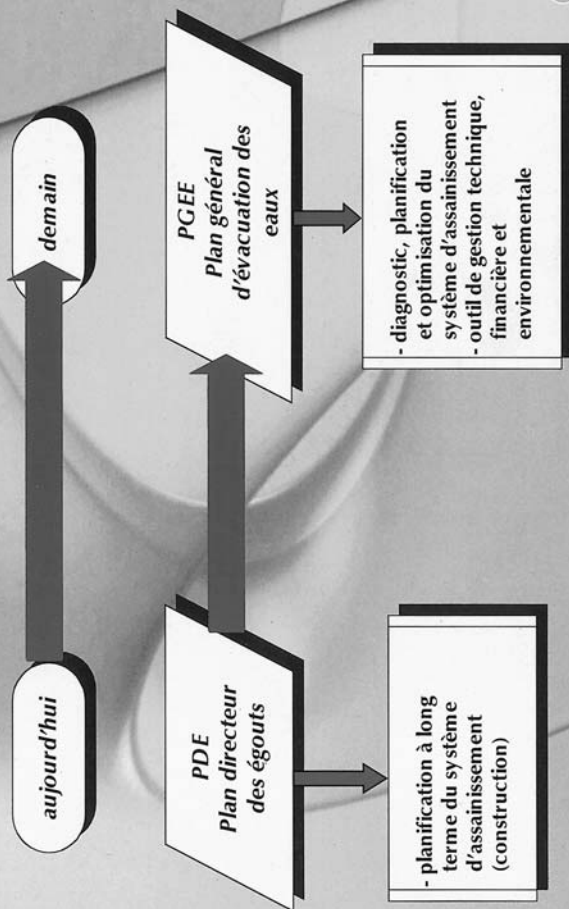 aujourd'hui
demain
PDE
Plan directeur
des égouts
PGEE
Plan général
d'évacuation des
eaux
- planification à long
terme du système
d'assainissement
(construction)
- diagnostic, planification
et optimisation du
système d'assainissement
- outil de gestion technique,
financière et
environnementale